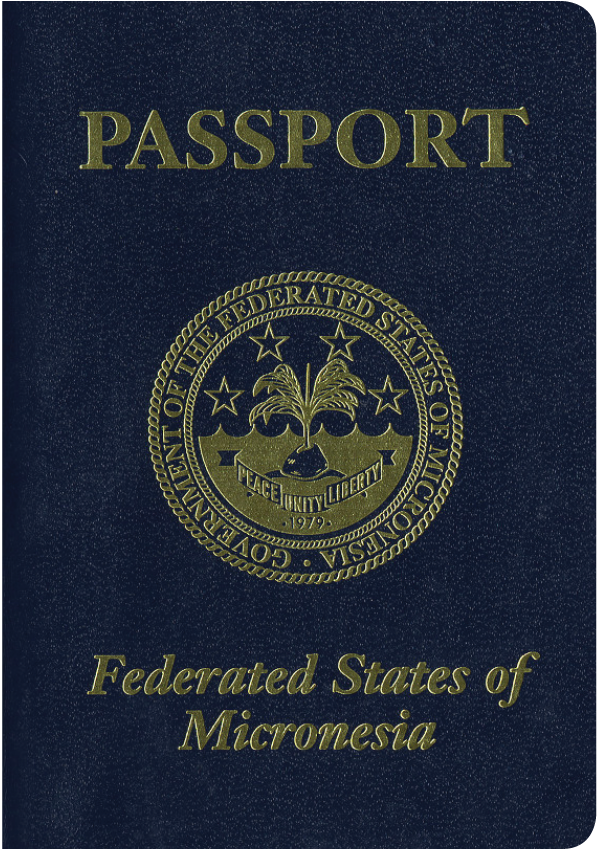 PASSPORT
GOVERNMENT OF THE FEDERATED STATES OF MICRONESIA ·
PEACE UNITY LIBERTY
· 1979 ·
Federated States of
Micronesia